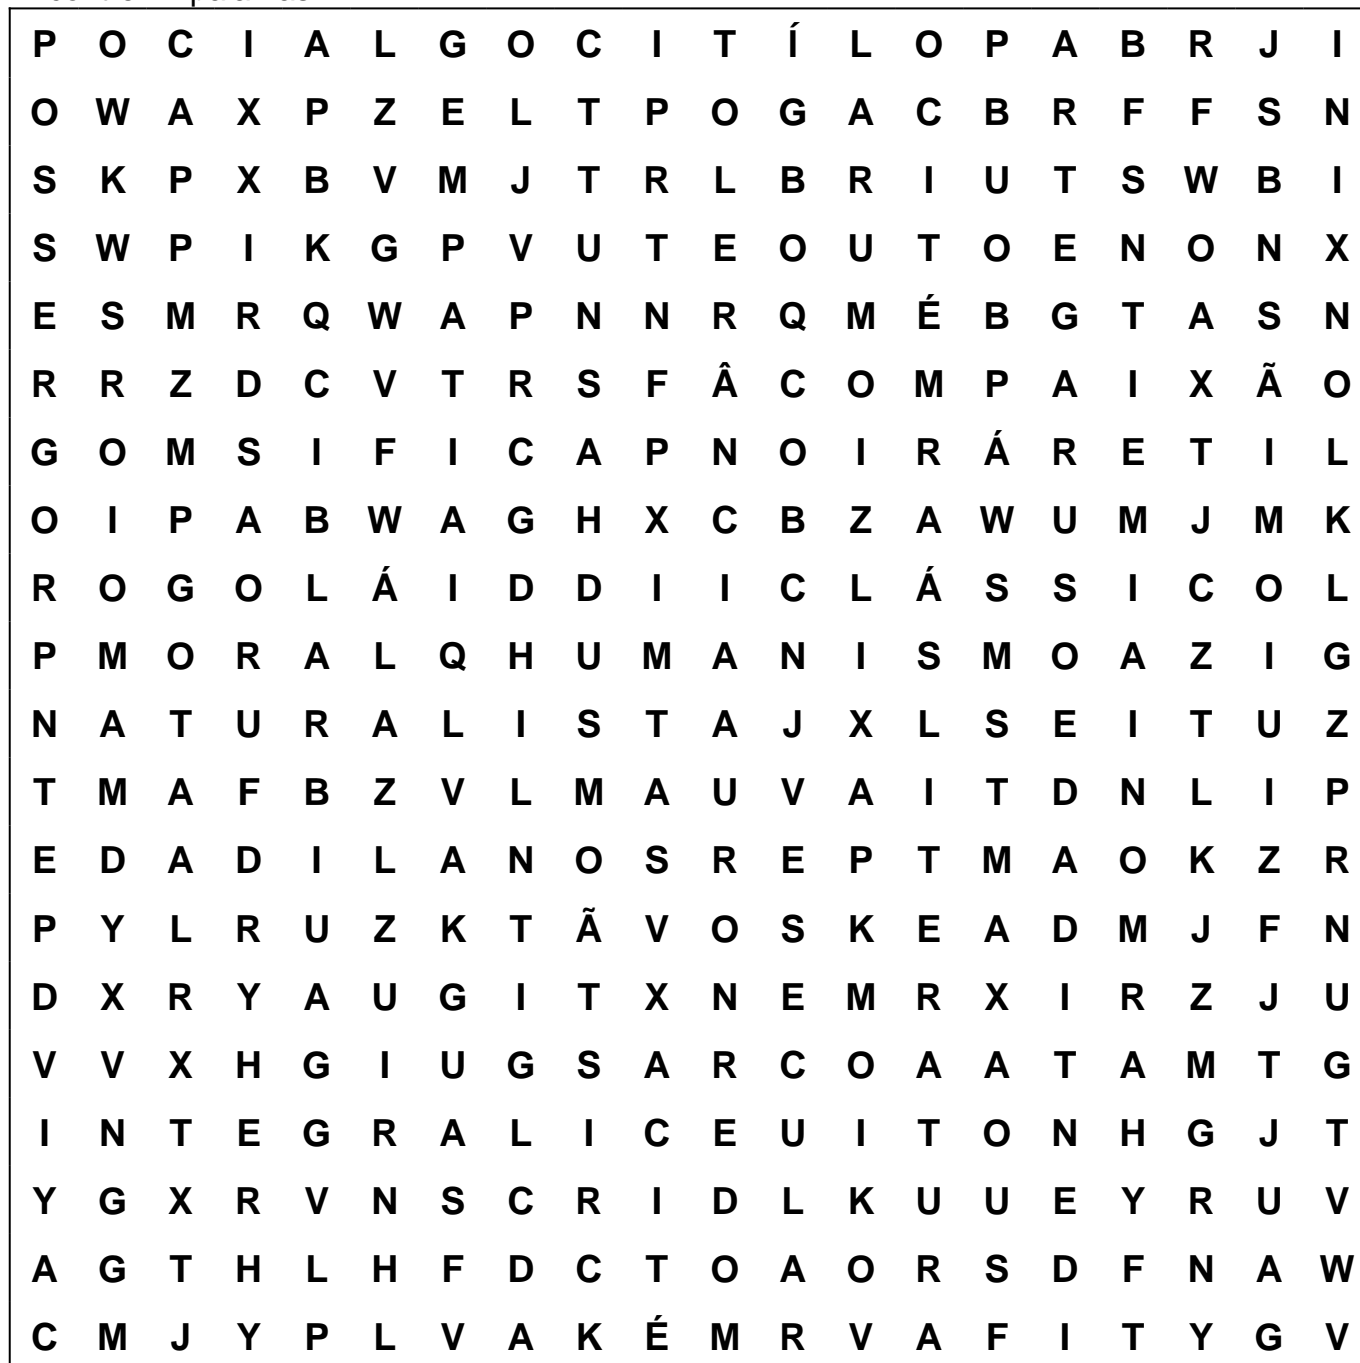 P O C I A L G O C I T Í L O P A B R J I
O W A X P Z E L T P O G A C B R F F S N
S K P X B V M J T R L B R I U T S W B I
S W P I K G P V U T E O U T O E N O N X
E S M R Q W A P N N R Q M É B G T A S N
R R Z D C V T R S F Â C O M P A I X Ã O
G O M S I F I C A P N O I R Á R E T I L
O I P A B W A G H X C B Z A W U M J M K
R O G O L Á I D D I I C L Á S S I C O L
P M O R A L Q H U M A N I S M O A Z I G
N A T U R A L I S T A J X L S E I T U Z
T M A F B Z V L M A U V A I T D N L I P
E D A D I L A N O S R E P T M A O K Z R
P Y L R U Z K T Ã V O S K E A D M J F N
D X R Y A U G I T X N E M R X I R Z J U
V V X H G I U G S A R C O A A T A M T G
I N T E G R A L I C E U I T O N H G J T
Y G X R V N S C R I D L K U U E Y R U V
A G T H L H F D C T O A O R S D F N A W
C M J Y P L V A K É M R V A F I T Y G V